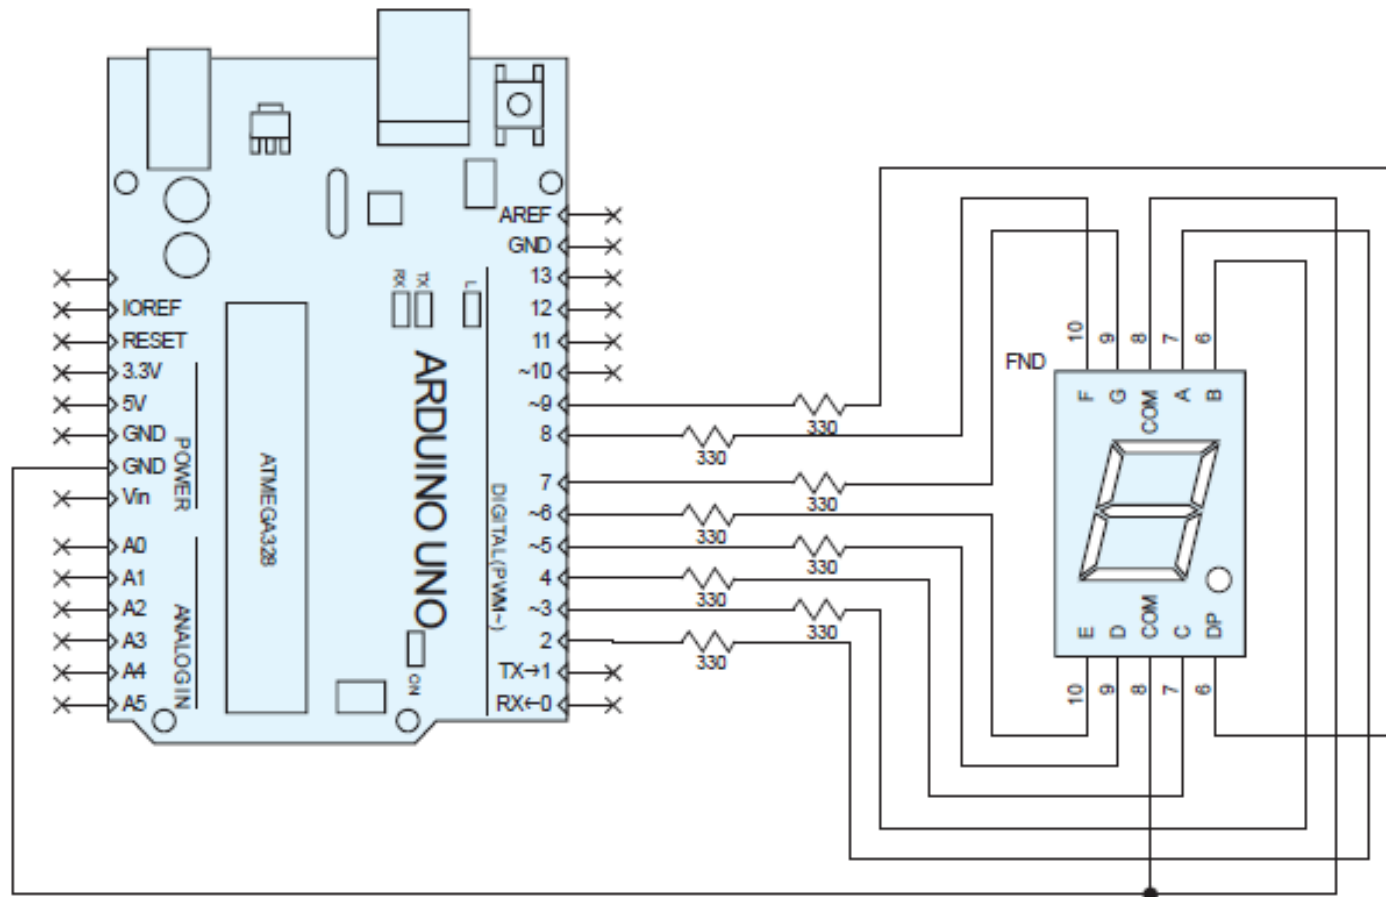 AREF
GND
13
12
11
~10
~9
8
7
~6
~5
4
~3
2
TX→1
RX←0
IOREF
RESET
3.3V
5V
GND
GND
Vin
A0
A1
A2
A3
A4
A5
POWER
ANALOG IN
ATMEGA328
RX
TX
L
ARDUINO UNO
DIGITAL(PWM~)
ON
330
330
330
330
330
330
330
330
FND
10
9
8
7
6
F
G
COM
A
B
E
D
COM
C
DP
10
9
8
7
6